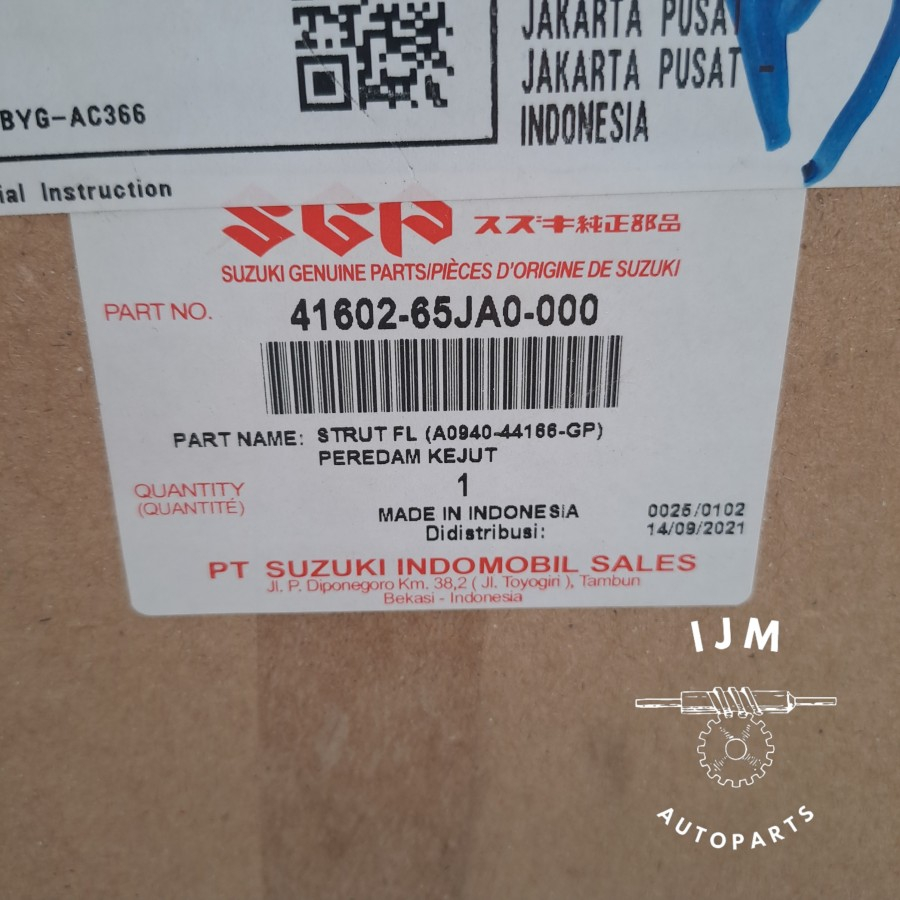 JAKARTA PUSAT
JAKARTA PUSAT
INDONESIA
BYG-AC366
ial Instruction
SGP スズキ純正部品
SUZUKI GENUINE PARTS/PIÈCES D'ORIGINE DE SUZUKI
PART NO. 41602-65JA0-000
PART NAME: STRUT FL (A0940-44166-GP)
PEREDAM KEJUT
QUANTITY 1
(QUANTITÉ)
MADE IN INDONESIA 0025/0102
Didistribusi: 14/09/2021
PT SUZUKI INDOMOBIL SALES
Jl. P. Diponegoro Km. 38,2 ( Jl. Toyogiri ), Tambun
Bekasi - Indonesia
IJM
AUTOPARTS